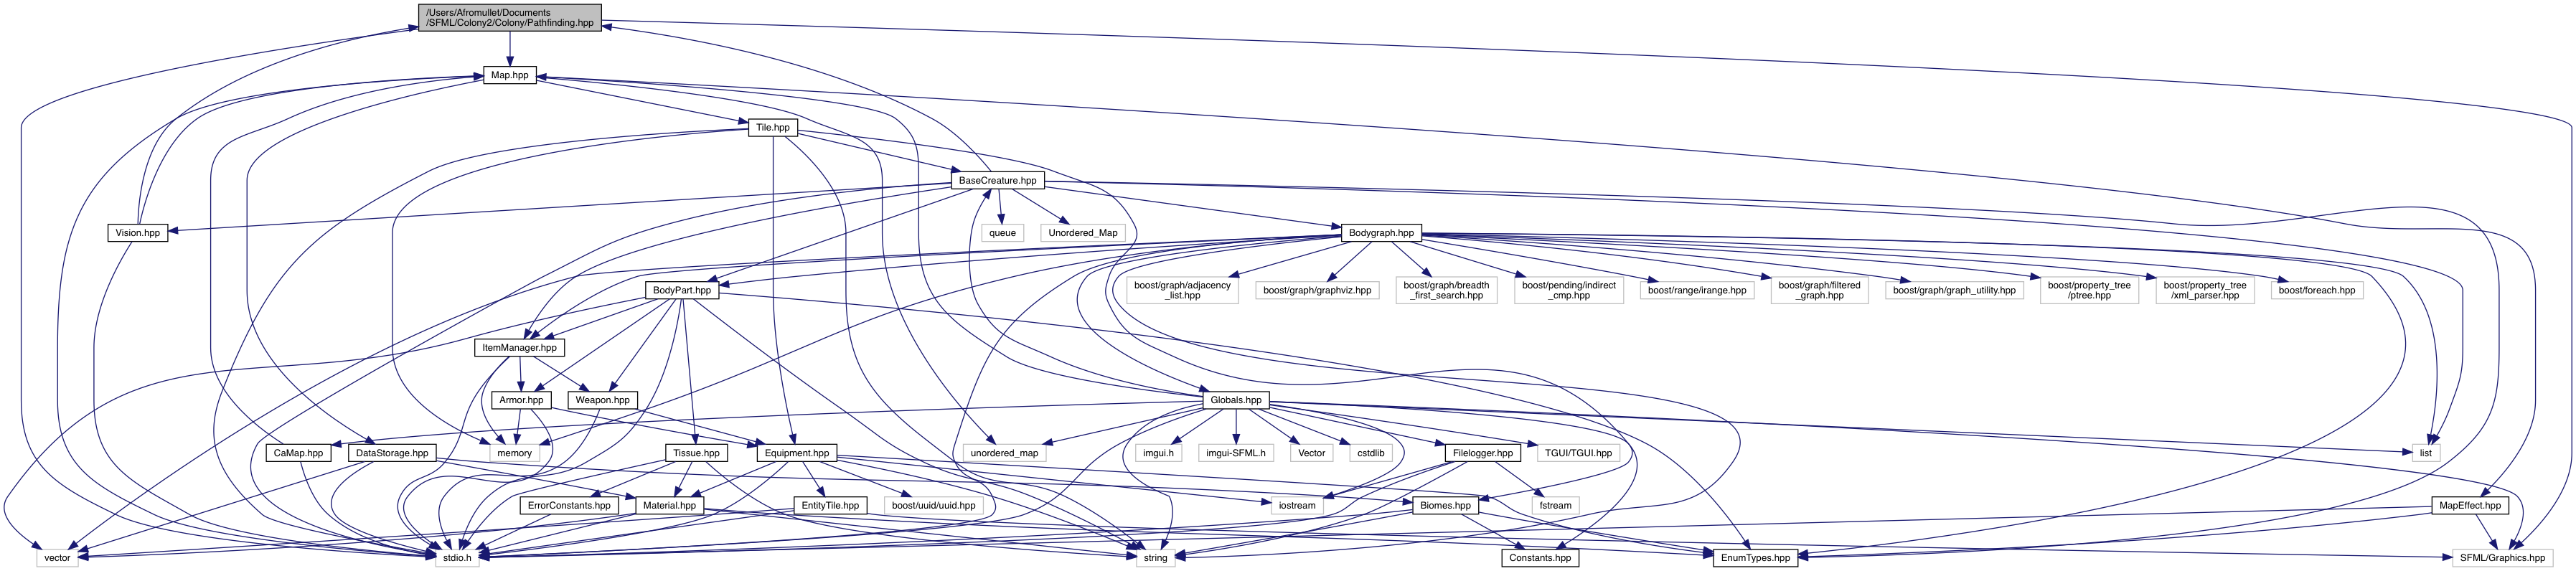 /Users/Afromullet/Documents
/SFML/Colony2/Colony/Pathfinding.hpp
Map.hpp
Tile.hpp
BaseCreature.hpp
Vision.hpp
queue
Unordered_Map
Bodygraph.hpp
BodyPart.hpp
boost/graph/adjacency
_list.hpp
boost/graph/graphviz.hpp
boost/graph/breadth
_first_search.hpp
boost/pending/indirect
_cmp.hpp
boost/range/irange.hpp
boost/graph/filtered
_graph.hpp
boost/graph/graph_utility.hpp
boost/property_tree
/ptree.hpp
boost/property_tree
/xml_parser.hpp
boost/foreach.hpp
ItemManager.hpp
Armor.hpp
Weapon.hpp
Globals.hpp
CaMap.hpp
DataStorage.hpp
memory
Tissue.hpp
Equipment.hpp
unordered_map
imgui.h
imgui-SFML.h
Vector
cstdlib
Filelogger.hpp
TGUI/TGUI.hpp
list
ErrorConstants.hpp
Material.hpp
EntityTile.hpp
boost/uuid/uuid.hpp
iostream
Biomes.hpp
fstream
MapEffect.hpp
vector
stdio.h
string
Constants.hpp
EnumTypes.hpp
SFML/Graphics.hpp